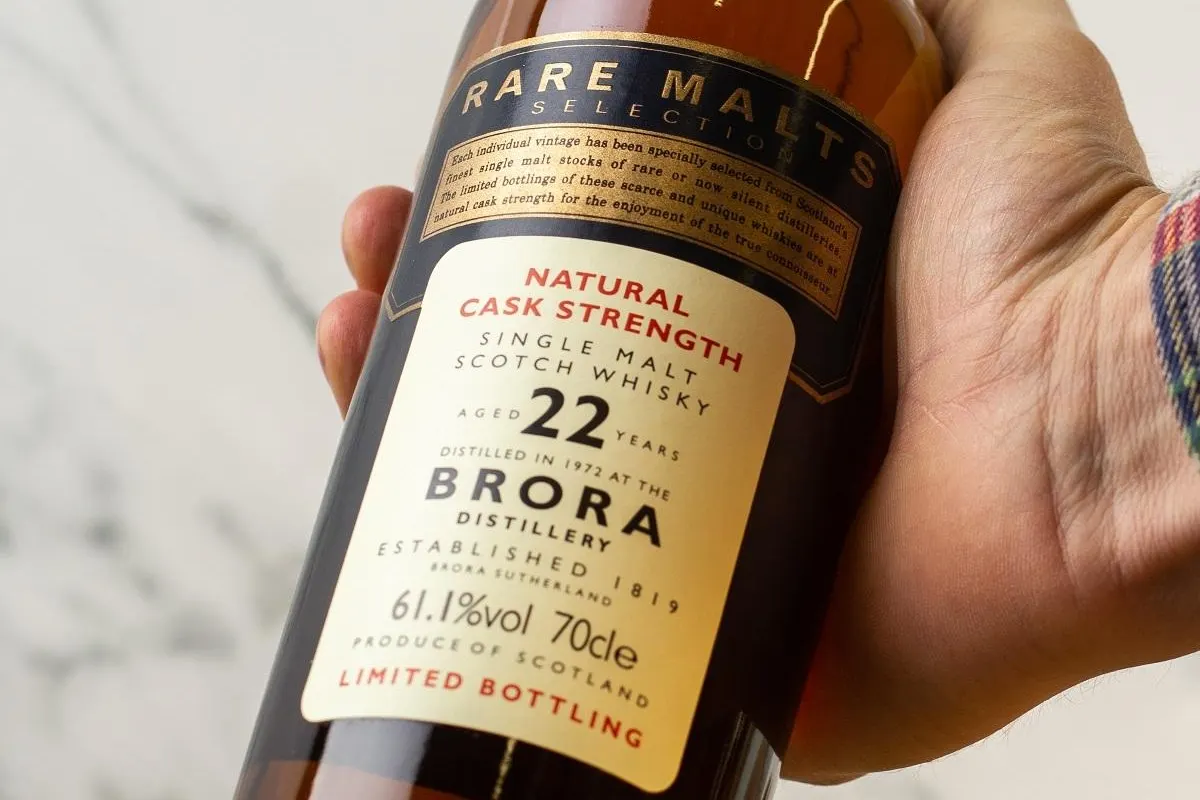 RARE MALTS
SELECTION
Each individual vintage has been specially selected from Scotland's
finest single malt stocks of rare or now silent distilleries.
The limited bottlings of these scarce and unique whiskies are at
natural cask strength for the enjoyment of the true connoisseur.
NATURAL
CASK STRENGTH
SINGLE MALT
SCOTCH WHISKY
AGED 22 YEARS
DISTILLED IN 1972 AT THE
BRORA
DISTILLERY
ESTABLISHED 1819
BRORA SUTHERLAND
61.1%vol 70cle
PRODUCE OF SCOTLAND
LIMITED BOTTLING